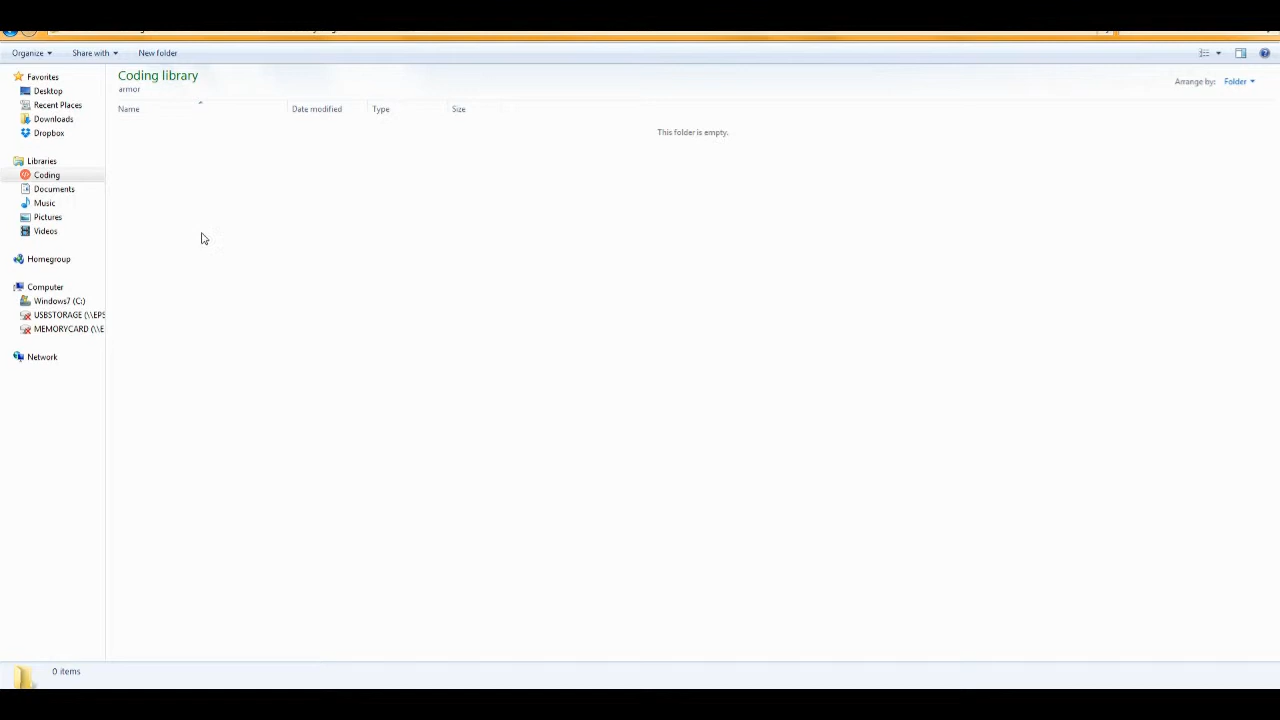 Organize
Share with
New folder
Coding library
armor
Arrange by: Folder
Name
Date modified
Type
Size
This folder is empty.
Favorites
Desktop
Recent Places
Downloads
Dropbox
Libraries
Coding
Documents
Music
Pictures
Videos
Homegroup
Computer
Windows7 (C:)
USBSTORAGE (\\EPS
MEMORYCARD (\\E
Network
0 items